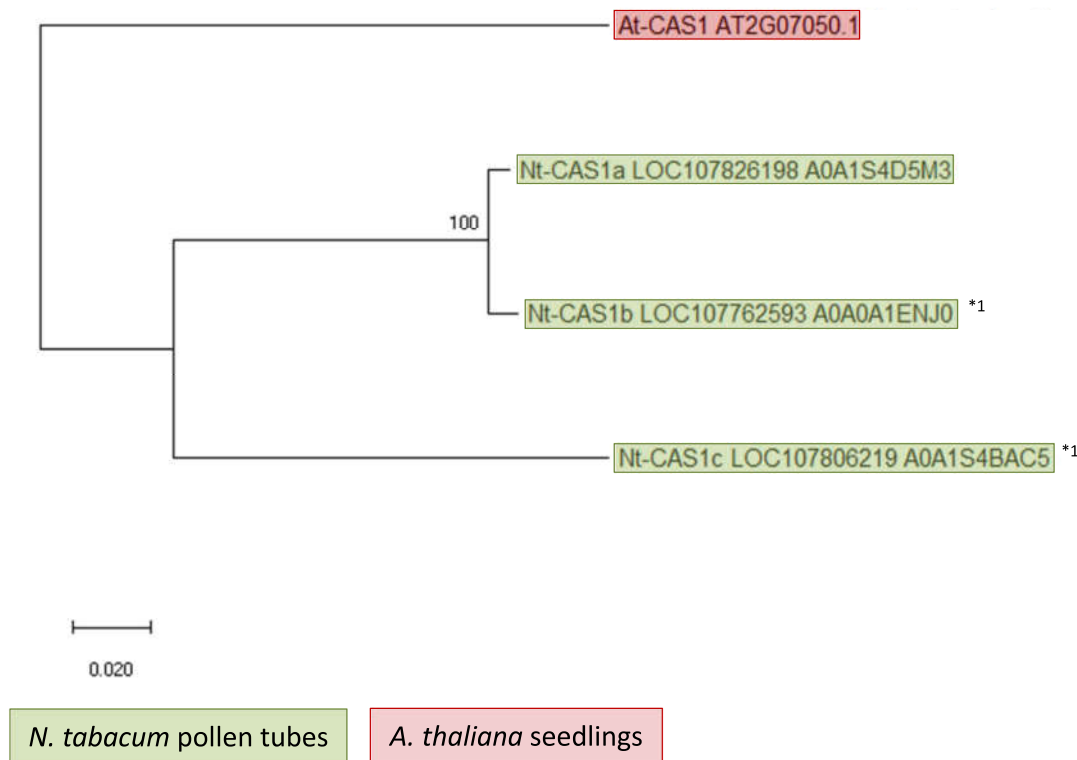 At-CAS1 AT2G07050.1
Nt-CAS1a LOC107826198 A0A1S4D5M3
100
Nt-CAS1b LOC107762593 A0A0A1ENJ0 *1
Nt-CAS1c LOC107806219 A0A1S4BAC5 *1
0.020
N. tabacum pollen tubes
A. thaliana seedlings